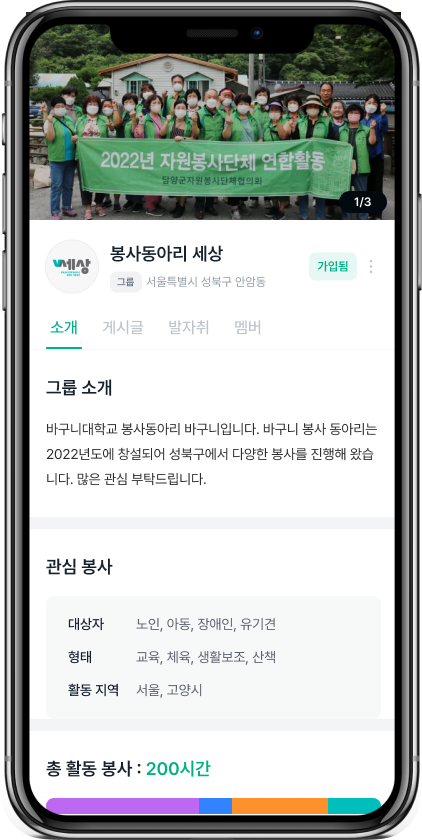 2022년 자원봉사단체 연합활동
담양군자원봉사단체협의회
1/3
세상
봉사동아리 세상
그룹 서울특별시 성북구 안암동
가입됨
소개 게시글 발자취 멤버
그룹 소개
바구니대학교 봉사동아리 바구니입니다. 바구니 봉사 동아리는
2022년도에 창설되어 성북구에서 다양한 봉사를 진행해 왔습
니다. 많은 관심 부탁드립니다.
관심 봉사
대상자 노인, 아동, 장애인, 유기견
형태 교육, 체육, 생활보조, 산책
활동 지역 서울, 고양시
총 활동 봉사 : 200시간